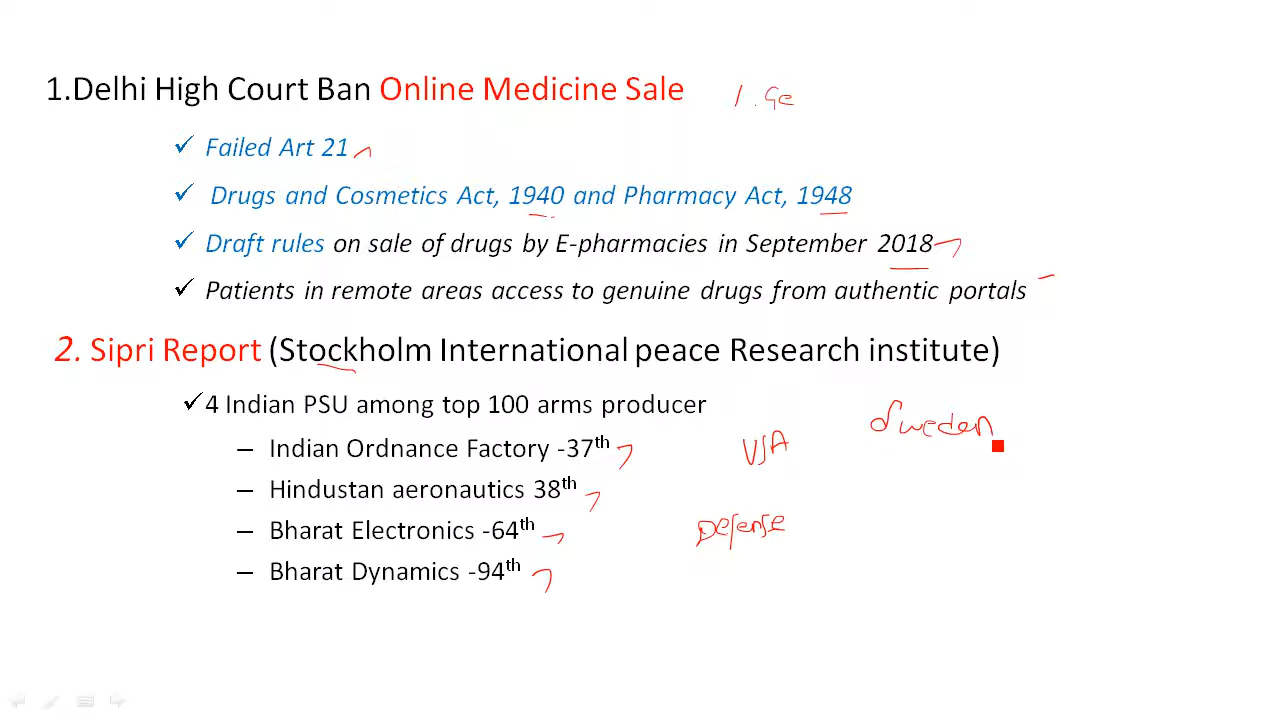 1.Delhi High Court Ban Online Medicine Sale 1. Ge
✓ Failed Art 21
✓ Drugs and Cosmetics Act, 1940 and Pharmacy Act, 1948
✓ Draft rules on sale of drugs by E-pharmacies in September 2018
✓ Patients in remote areas access to genuine drugs from authentic portals
2. Sipri Report (Stockholm International peace Research institute)
✓4 Indian PSU among top 100 arms producer
Sweden
– Indian Ordnance Factory -37th USA
– Hindustan aeronautics 38th
– Bharat Electronics -64th Defense
– Bharat Dynamics -94th